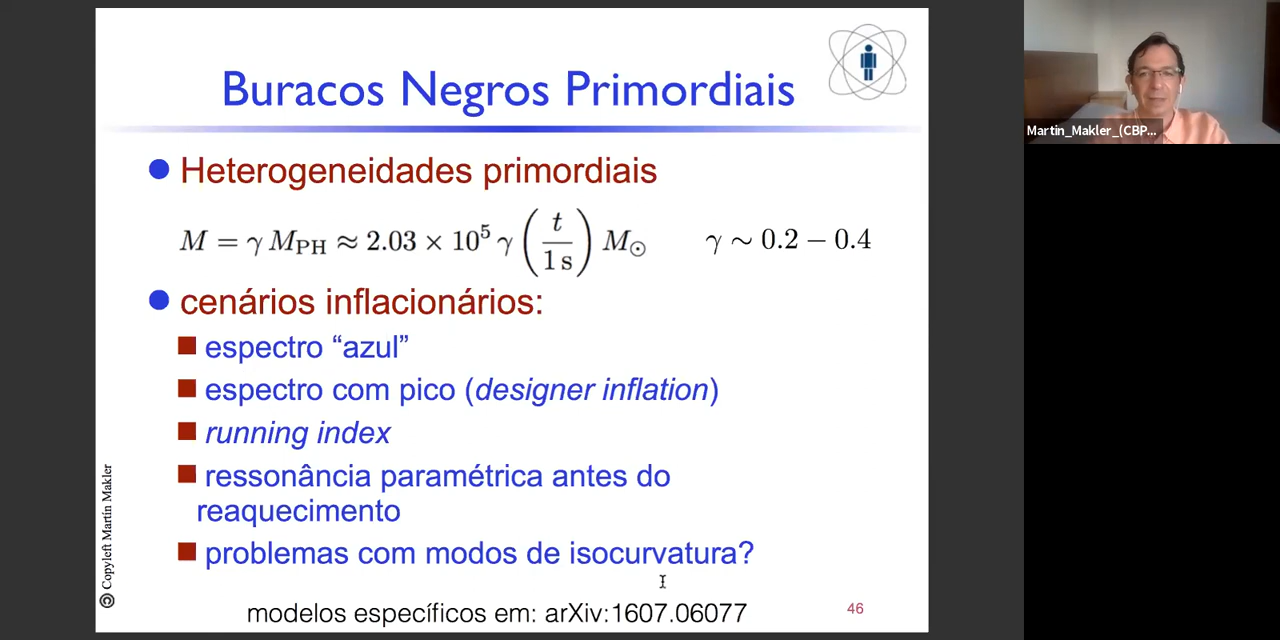 Buracos Negros Primordiais
Heterogeneidades primordiais
M = γ M_PH ≈ 2.03 × 10^5 γ (t / 1 s) M_⊙ γ ∼ 0.2 − 0.4
cenários inflacionários:
espectro “azul”
espectro com pico (designer inflation)
running index
ressonância paramétrica antes do
reaquecimento
problemas com modos de isocurvatura?
modelos específicos em: arXiv:1607.06077
46
Copyleft Martín Makler
Martin_Makler_(CBP...